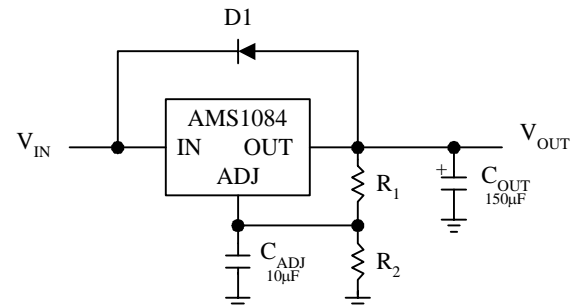 D1
AMS1084
V_IN
IN OUT
V_OUT
ADJ
R_1
+
C_OUT
150µF
C_ADJ
10µF
R_2